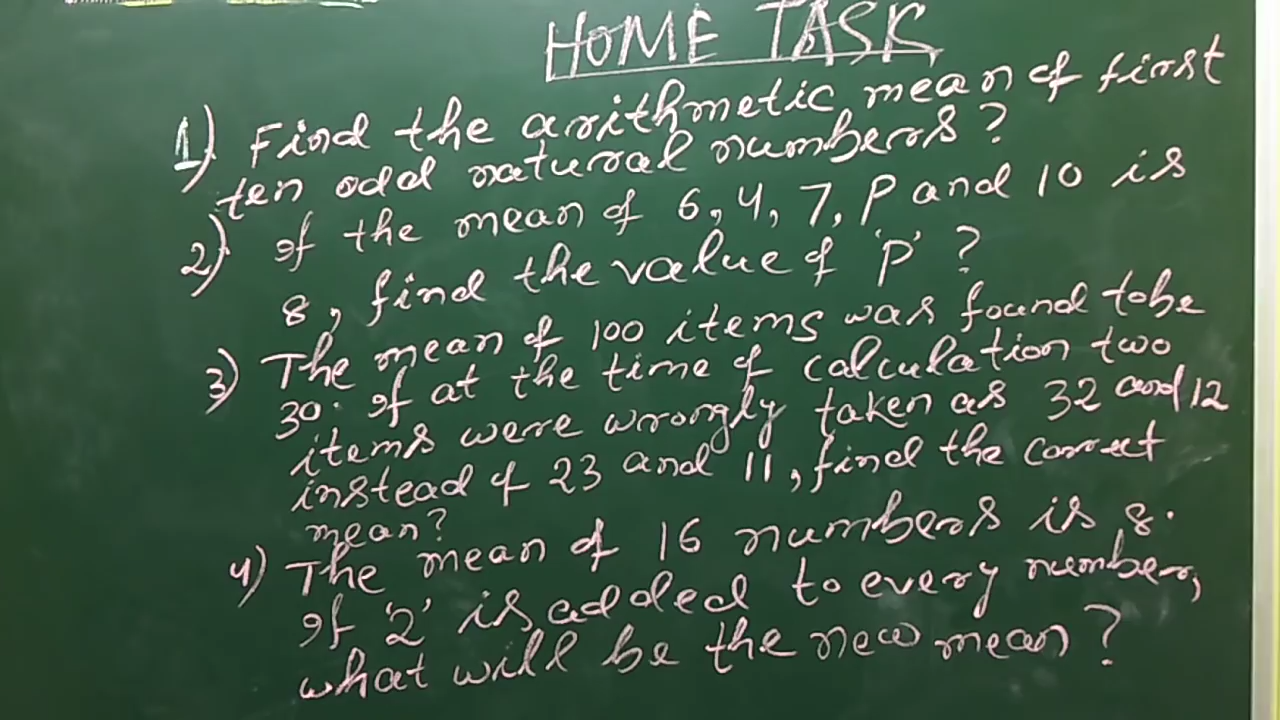 HOME TASK
1) Find the arithmetic mean of first
ten odd natural numbers?
2) If the mean of 6, 4, 7, P and 10 is
8, find the value of 'P' ?
3) The mean of 100 items was found tobe
30. If at the time of calculation two
items were wrongly taken as 32 and 12
instead of 23 and 11, find the correct
mean?
4) The mean of 16 numbers is 8.
If '2' is added to every number,
what will be the new mean ?